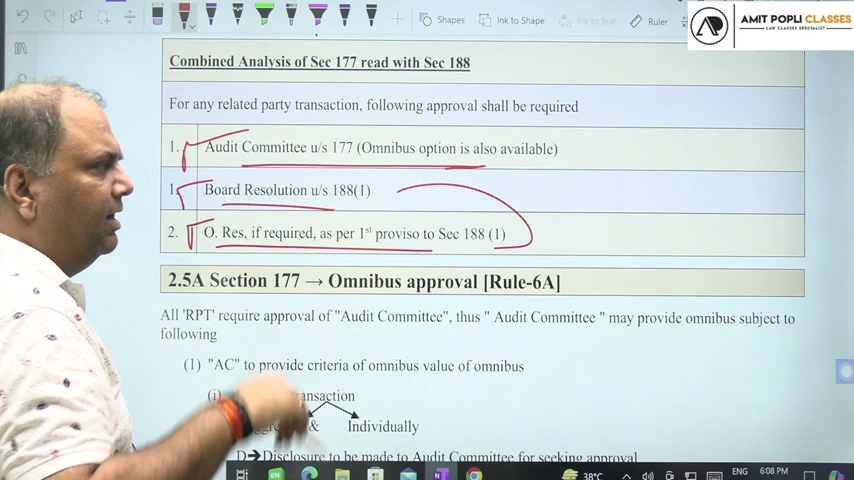 Shapes
Ink to Shape
Ink to Text
Ruler
AMIT POPLI CLASSES
LAW CLASSES SPECIALIST
Combined Analysis of Sec 177 read with Sec 188
For any related party transaction, following approval shall be required
1. Audit Committee u/s 177 (Omnibus option is also available)
1. Board Resolution u/s 188(1)
2. O. Res, if required, as per 1st proviso to Sec 188 (1)
2.5A Section 177 → Omnibus approval [Rule-6A]
All 'RPT' require approval of "Audit Committee", thus " Audit Committee " may provide omnibus subject to
following
(1) "AC" to provide criteria of omnibus value of omnibus
(i)
& Individually
D➔Disclosure to be made to Audit Committee for seeking approval
38°C
ENG
6:08 PM